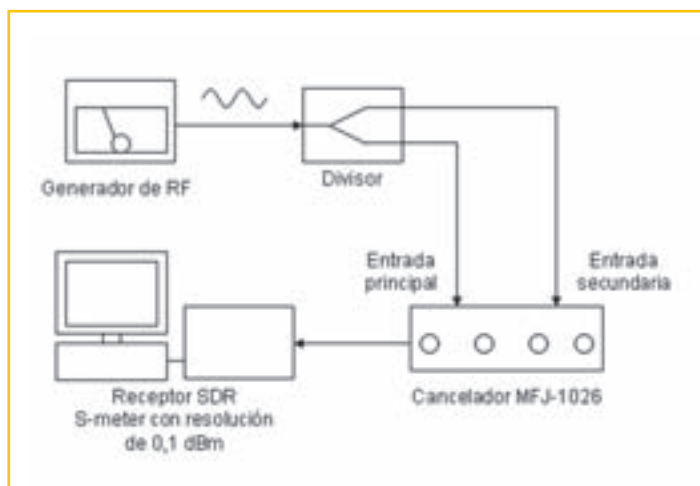 Generador de RF
Divisor
Entrada
principal
Entrada
secundaria
Receptor SDR
S-meter con resolución
de 0,1 dBm
Cancelador MFJ-1026